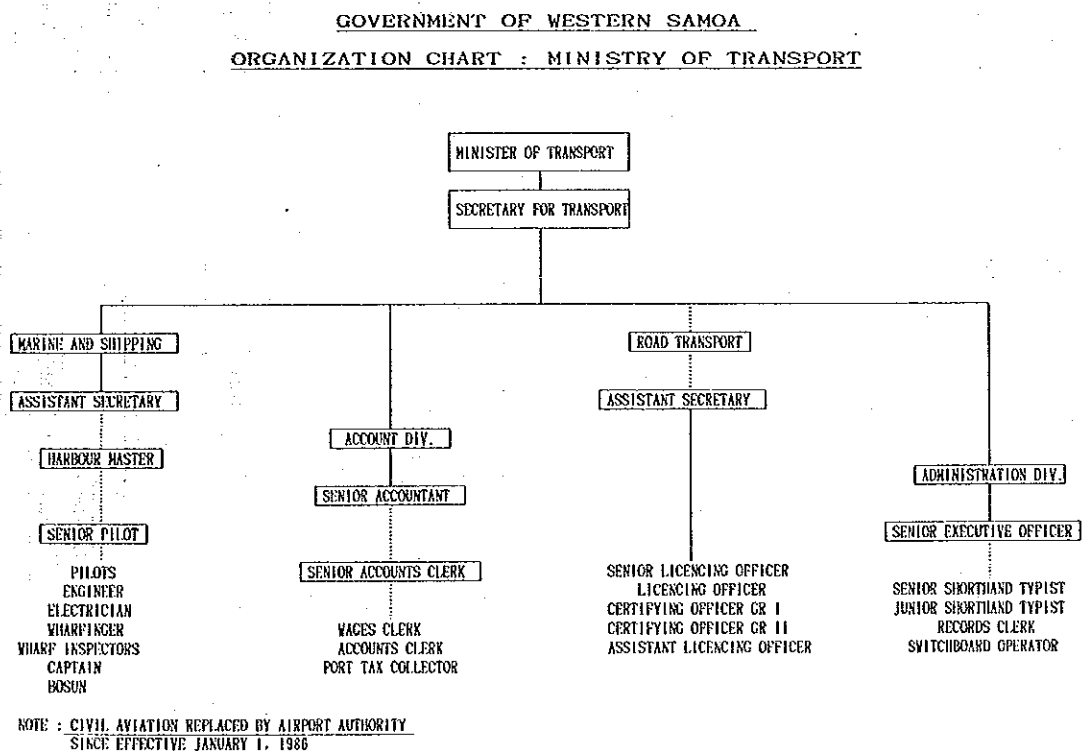 GOVERNMENT OF WESTERN SAMOA
ORGANIZATION CHART : MINISTRY OF TRANSPORT
MINISTER OF TRANSPORT
SECRETARY FOR TRANSPORT
MARINE AND SHIPPING
ASSISTANT SECRETARY
HARBOUR MASTER
SENIOR PILOT
PILOTS
ENGINEER
ELECTRICIAN
WHARFINGER
WHARF INSPECTORS
CAPTAIN
BOSUN
ACCOUNT DIV.
SENIOR ACCOUNTANT
SENIOR ACCOUNTS CLERK
WAGES CLERK
ACCOUNTS CLERK
PORT TAX COLLECTOR
ROAD TRANSPORT
ASSISTANT SECRETARY
SENIOR LICENCING OFFICER
LICENCING OFFICER
CERTIFYING OFFICER GR I
CERTIFYING OFFICER GR II
ASSISTANT LICENCING OFFICER
ADMINISTRATION DIV.
SENIOR EXECUTIVE OFFICER
SENIOR SHORTHAND TYPIST
JUNIOR SHORTHAND TYPIST
RECORDS CLERK
SWITCHBOARD OPERATOR
NOTE : CIVIL AVIATION REPLACED BY AIRPORT AUTHORITY
SINCE EFFECTIVE JANUARY 1, 1986